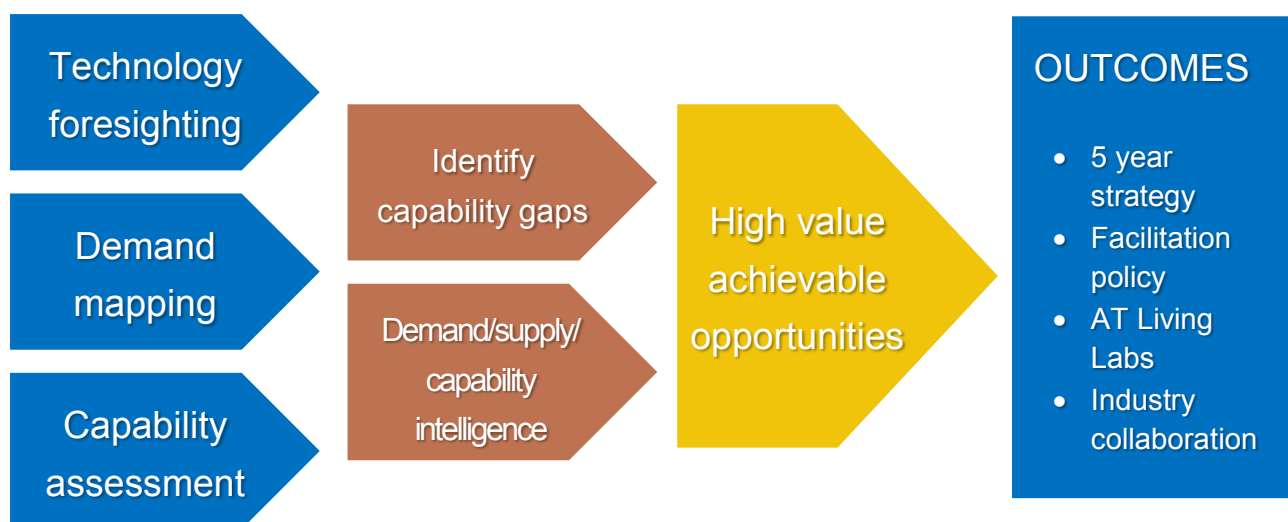 Technology
foresighting
Demand
mapping
Capability
assessment
Identify
capability gaps
Demand/supply/
capability
intelligence
High value
achievable
opportunities
OUTCOMES
• 5 year
strategy
• Facilitation
policy
• AT Living
Labs
• Industry
collaboration